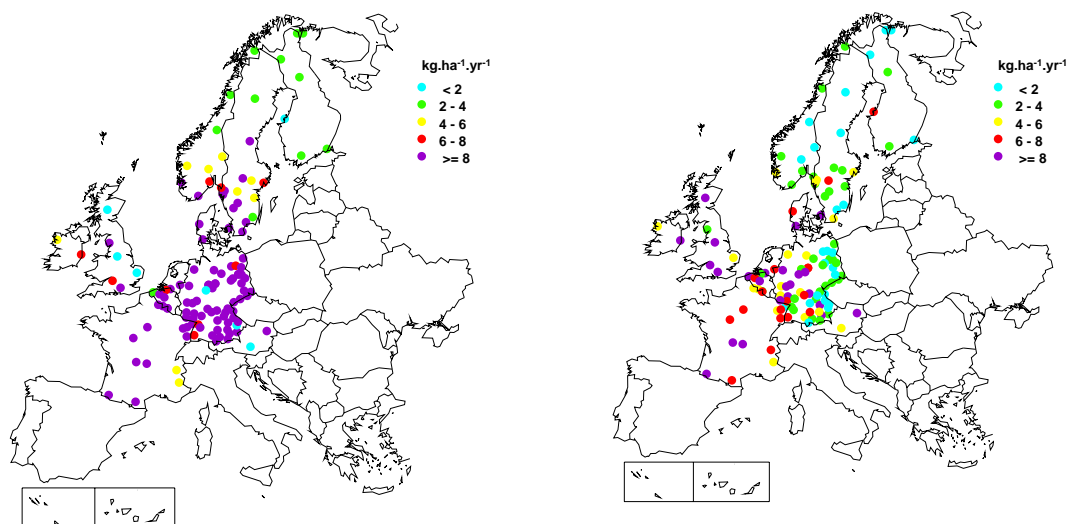 kg.ha⁻¹.yr⁻¹
< 2
2 - 4
4 - 6
6 - 8
>= 8
kg.ha⁻¹.yr⁻¹
< 2
2 - 4
4 - 6
6 - 8
>= 8